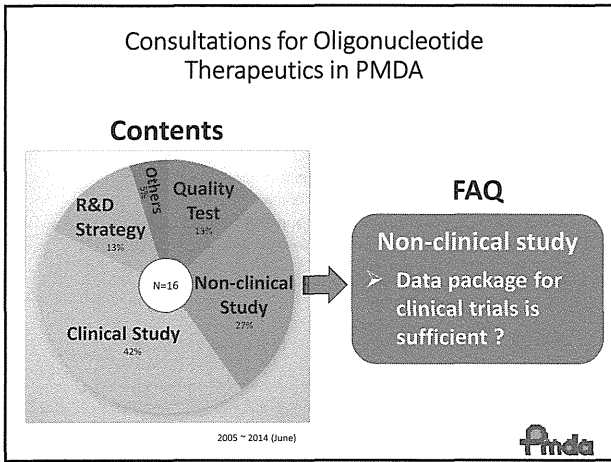 Consultations for Oligonucleotide
Therapeutics in PMDA
Contents
Others
5%
Quality
Test
13%
R&D
Strategy
13%
N=16
Non-clinical
Study
27%
Clinical Study
42%
FAQ
Non-clinical study
➢ Data package for
clinical trials is
sufficient ?
2005 ~ 2014 (June)
Pmda